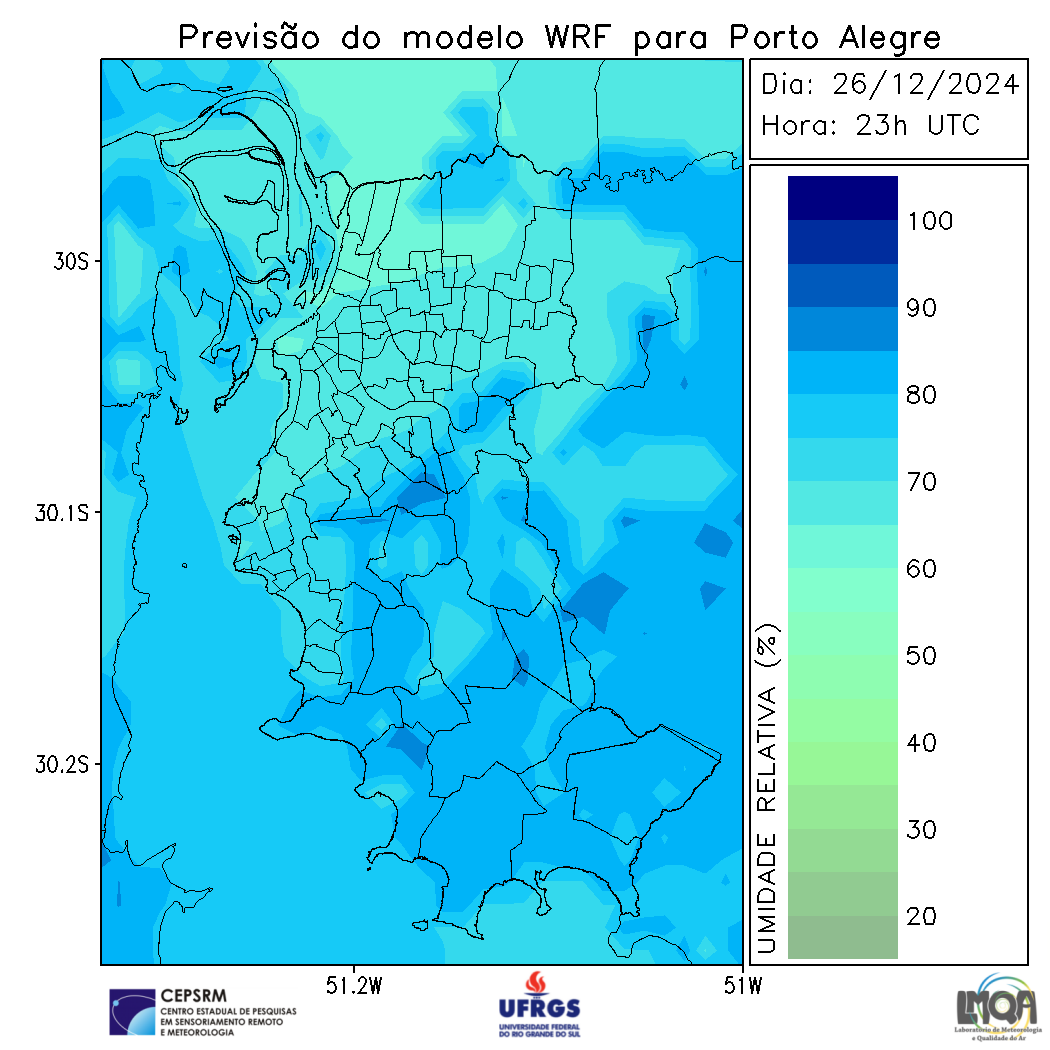 Previsão do modelo WRF para Porto Alegre
Dia: 26/12/2024
Hora: 23h UTC
30S
30.1S
30.2S
51.2W
51W
UMIDADE RELATIVA (%)
100
90
80
70
60
50
40
30
20
CEPSRM
CENTRO ESTADUAL DE PESQUISAS
EM SENSORIAMENTO REMOTO
E METEOROLOGIA
UFRGS
UNIVERSIDADE FEDERAL
DO RIO GRANDE DO SUL
LMQA
Laboratório de Meteorologia
e Qualidade do Ar